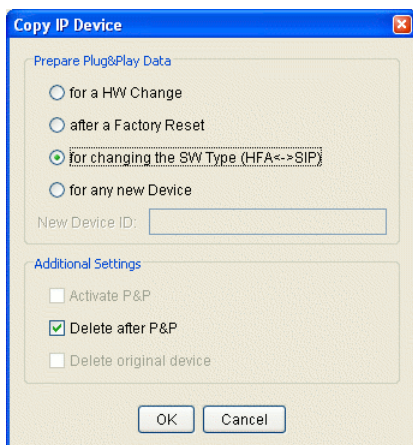 Copy IP Device
Prepare Plug&Play Data
for a HW Change
after a Factory Reset
for changing the SW Type (HFA<->SIP)
for any new Device
New Device ID:
Additional Settings
Activate P&P
Delete after P&P
Delete original device
OK Cancel